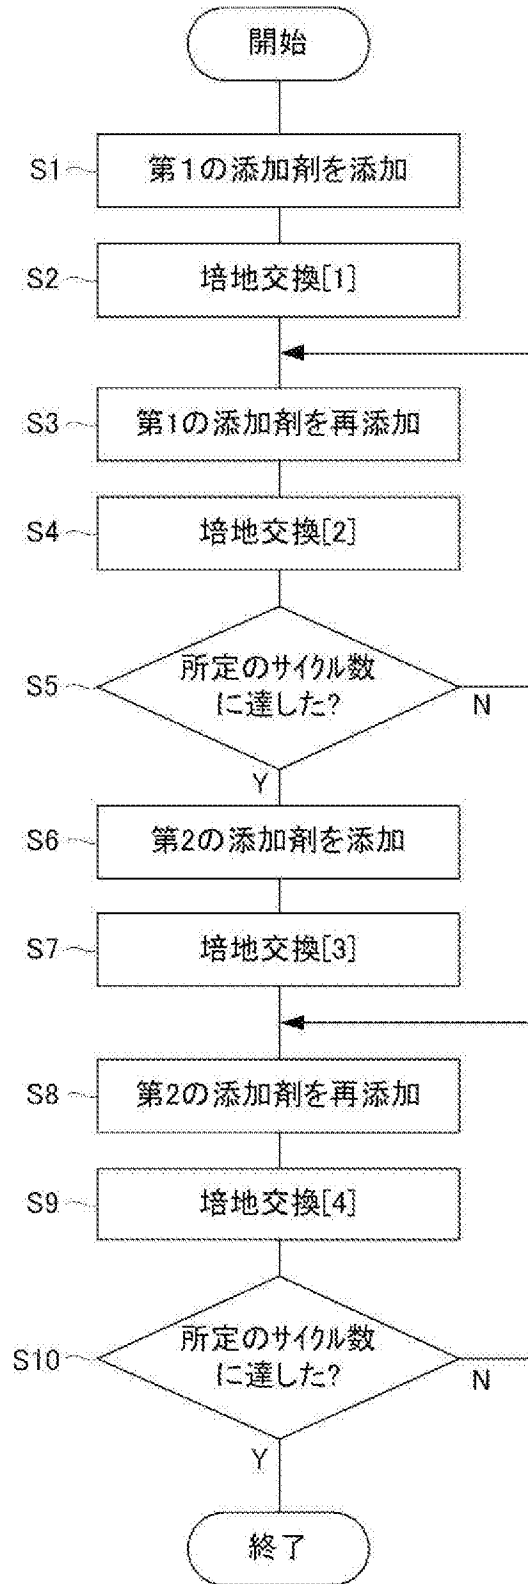 開始
S1
第1の添加剤を添加
S2
培地交換[1]
S3
第1の添加剤を再添加
S4
培地交換[2]
S5
所定のサイクル数
に達した?
N
Y
S6
第2の添加剤を添加
S7
培地交換[3]
S8
第2の添加剤を再添加
S9
培地交換[4]
S10
所定のサイクル数
に達した?
N
Y
終了